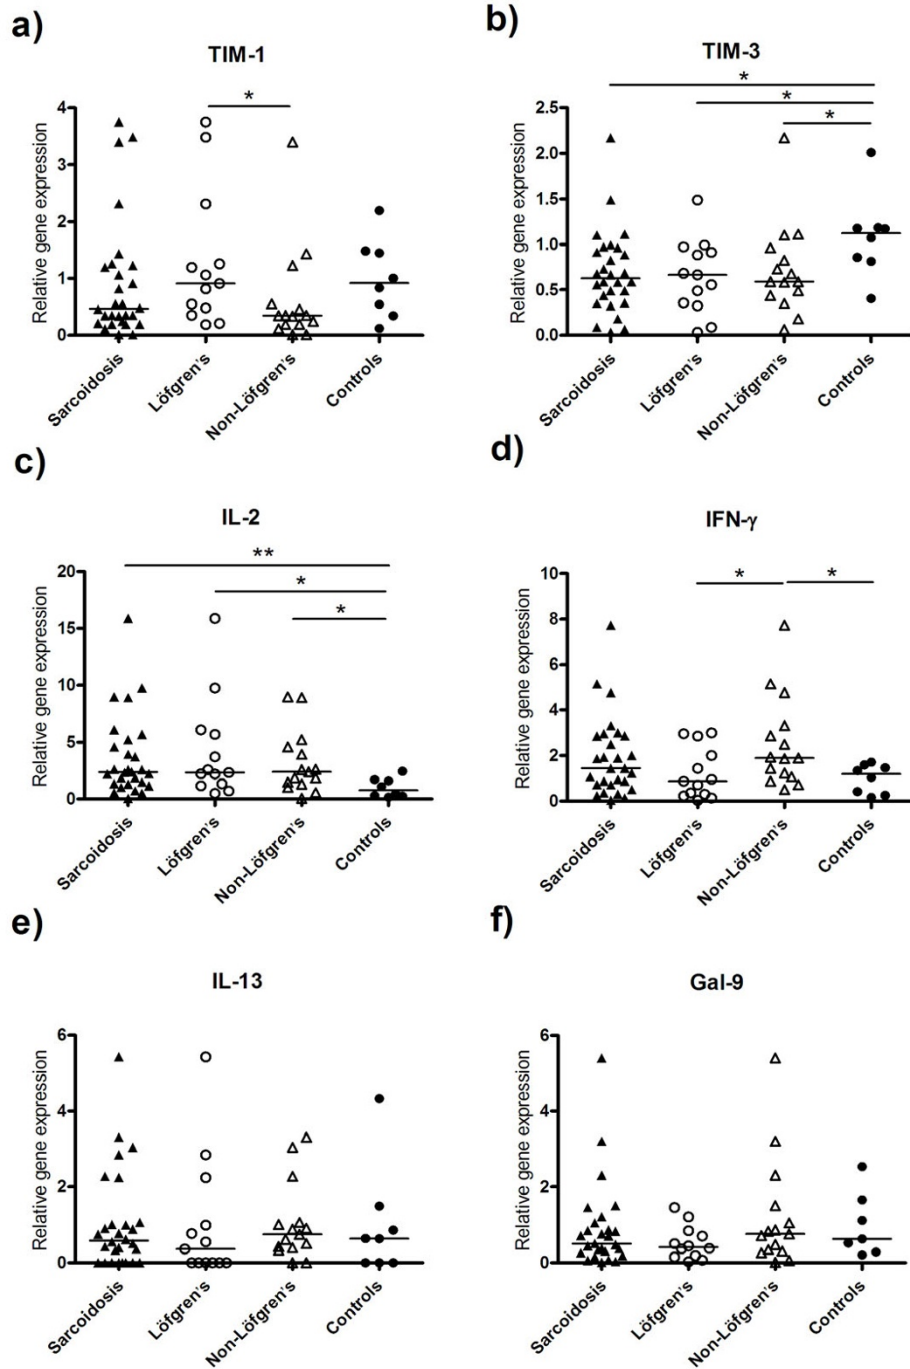 a)
TIM-1
*
Relative gene expression
4
3
2
1
0
Sarcoidosis
Löfgren's
Non-Löfgren's
Controls
b)
TIM-3
*
*
*
Relative gene expression
2.5
2.0
1.5
1.0
0.5
0.0
Sarcoidosis
Löfgren's
Non-Löfgren's
Controls
c)
IL-2
**
*
*
Relative gene expression
20
15
10
5
0
Sarcoidosis
Löfgren's
Non-Löfgren's
Controls
d)
IFN-γ
*
*
Relative gene expression
10
8
6
4
2
0
Sarcoidosis
Löfgren's
Non-Löfgren's
Controls
e)
IL-13
Relative gene expression
6
4
2
0
Sarcoidosis
Löfgren's
Non-Löfgren's
Controls
f)
Gal-9
Relative gene expression
6
4
2
0
Sarcoidosis
Löfgren's
Non-Löfgren's
Controls